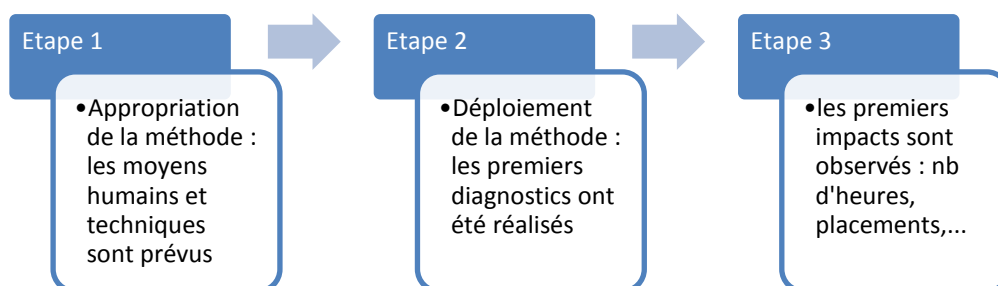 Etape 1
•Appropriation
de la méthode :
les moyens
humains et
techniques
sont prévus
Etape 2
•Déploiement
de la méthode :
les premiers
diagnostics ont
été réalisés
Etape 3
•les premiers
impacts sont
observés : nb
d'heures,
placements,...